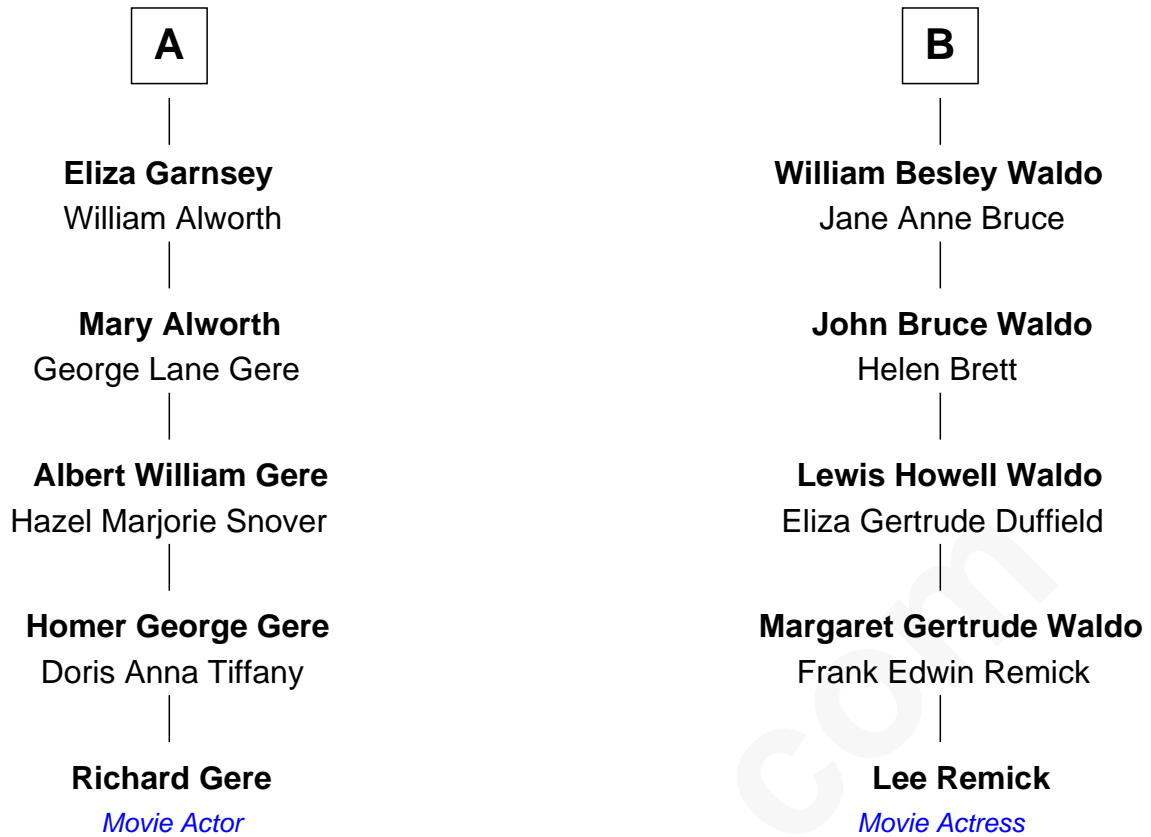 A
Eliza Garnsey
William Alworth
Mary Alworth
George Lane Gere
Albert William Gere
Hazel Marjorie Snover
Homer George Gere
Doris Anna Tiffany
Richard Gere
Movie Actor
B
William Besley Waldo
Jane Anne Bruce
John Bruce Waldo
Helen Brett
Lewis Howell Waldo
Eliza Gertrude Duffield
Margaret Gertrude Waldo
Frank Edwin Remick
Lee Remick
Movie Actress
com